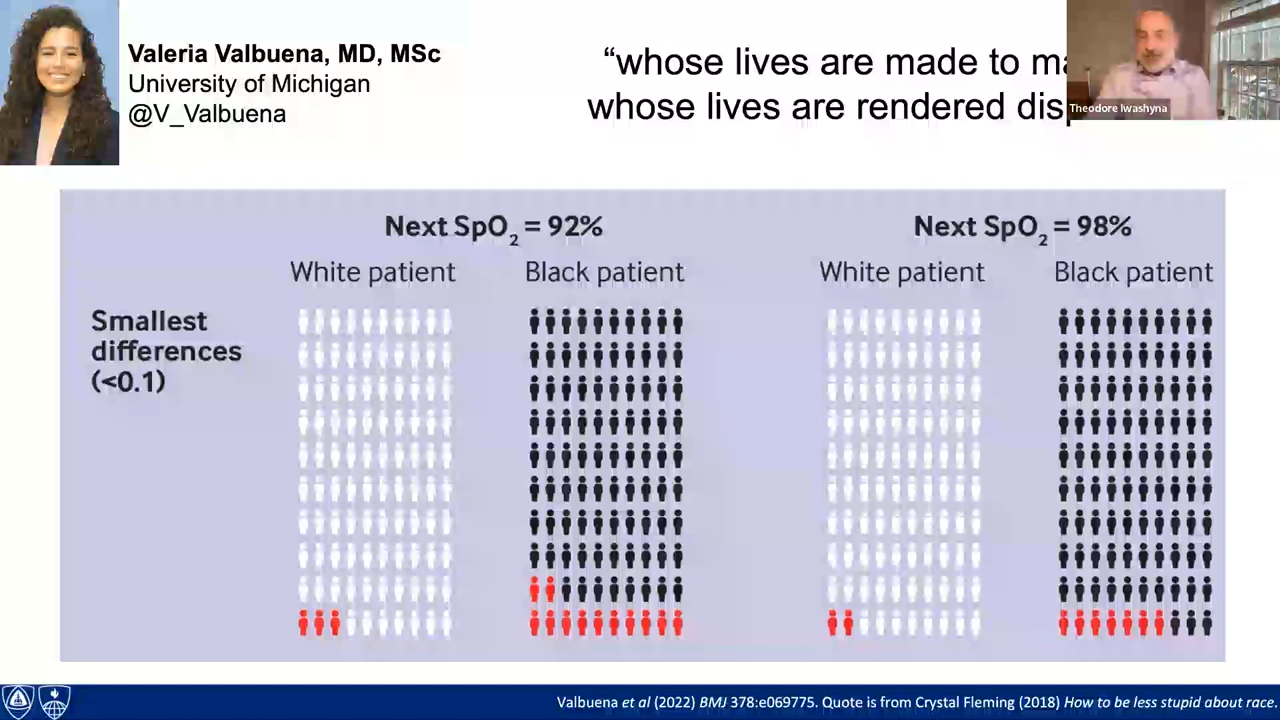 Valeria Valbuena, MD, MSc
University of Michigan
@V_Valbuena
“whose lives are made to
whose lives are rendered
Theodore Iwashyna
Next SpO2 = 92%
Next SpO2 = 98%
White patient
Black patient
White patient
Black patient
Smallest
differences
(<0.1)
Valbuena et al (2022) BMJ 378:e069775. Quote is from Crystal Fleming (2018) How to be less stupid about race.